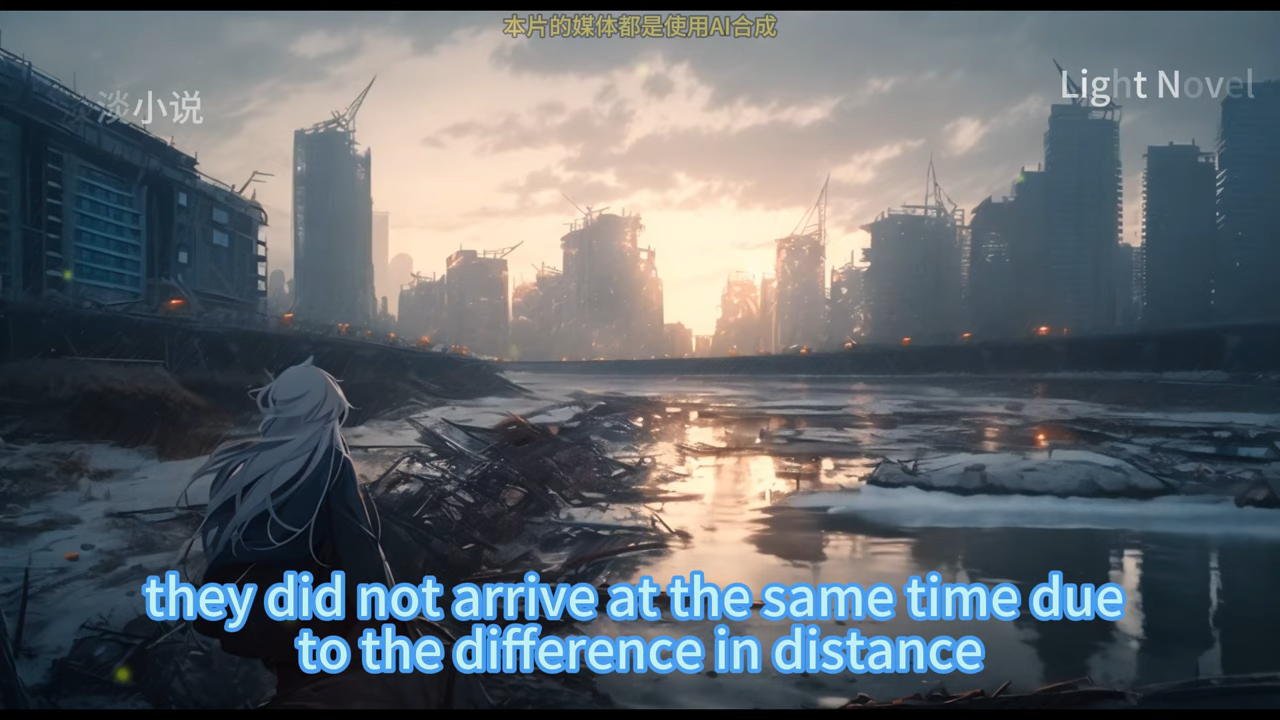 本片的媒体都是使用AI合成
淡小说
Light Novel
they did not arrive at the same time due
to the difference in distance